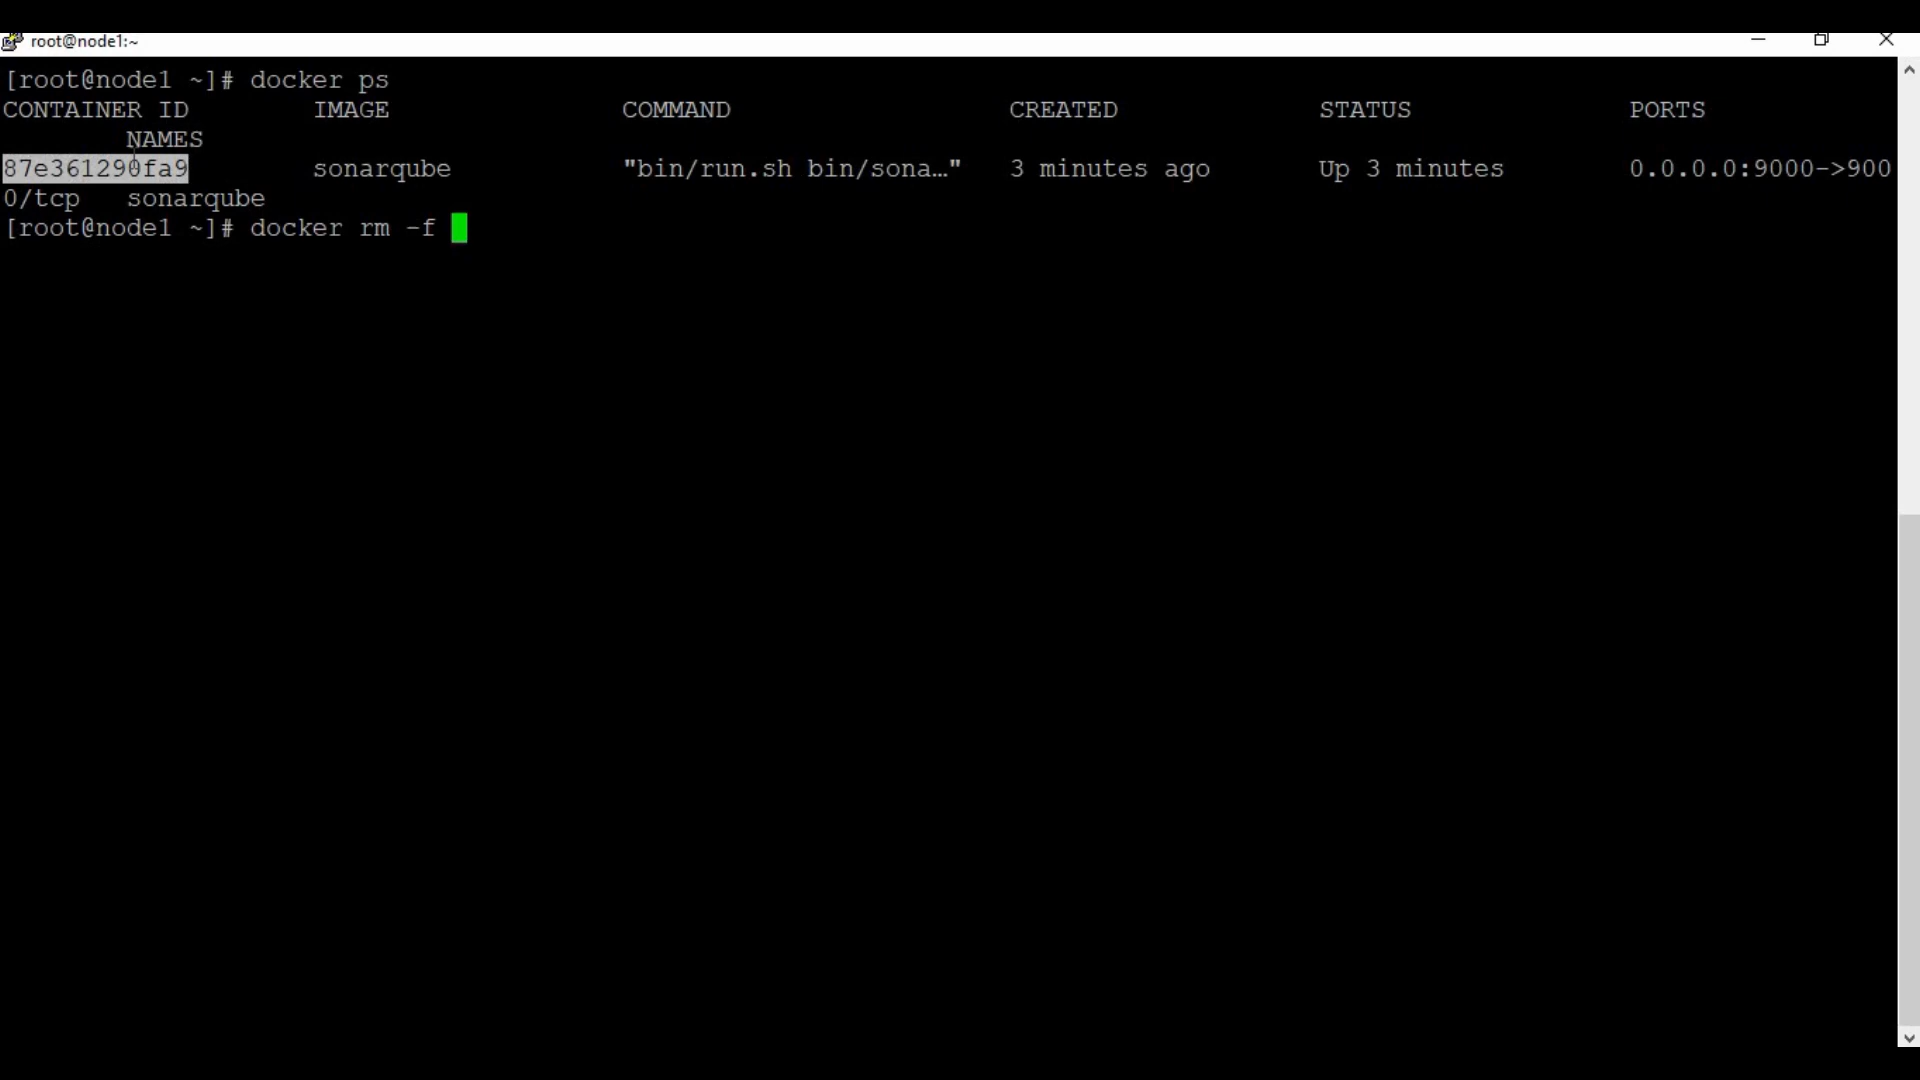 root@node1:~
[root@node1 ~]# docker ps
CONTAINER ID        IMAGE               COMMAND                  CREATED             STATUS              PORTS
        NAMES
87e361290fa9        sonarqube           "bin/run.sh bin/sona…"   3 minutes ago       Up 3 minutes        0.0.0.0:9000->900
0/tcp   sonarqube
[root@node1 ~]# docker rm -f